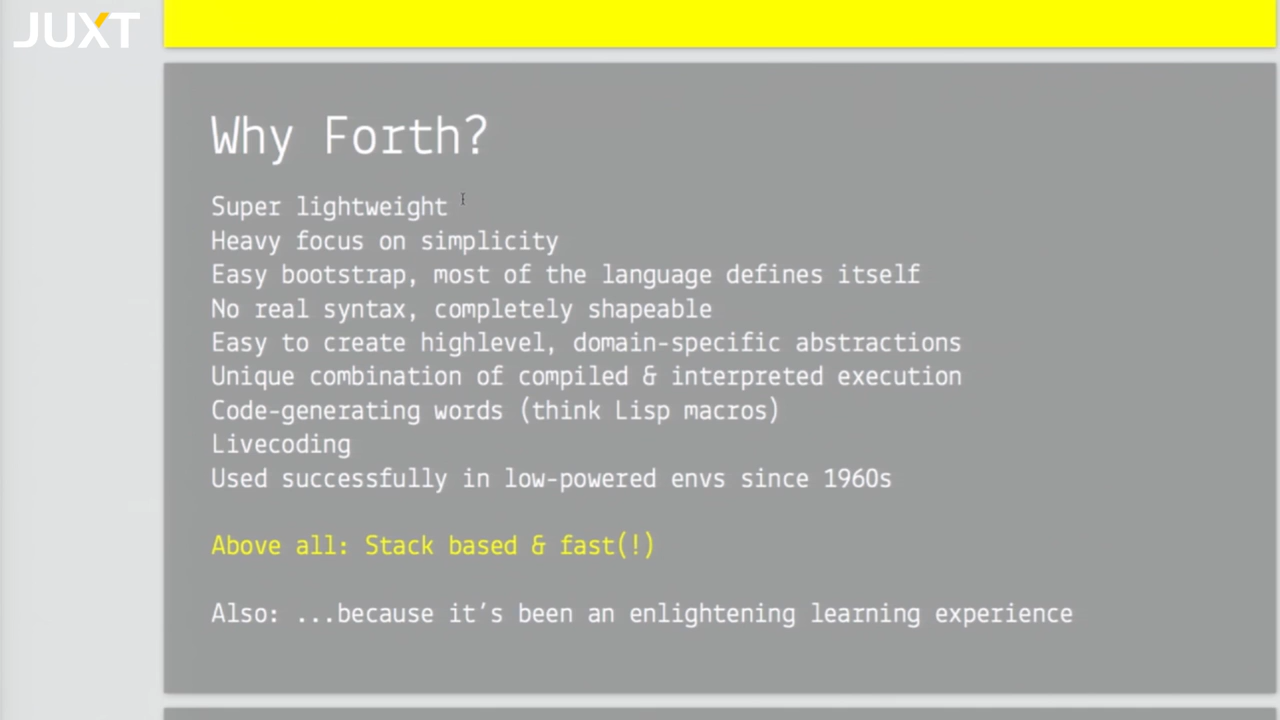 JUXT
Why Forth?
Super lightweight
Heavy focus on simplicity
Easy bootstrap, most of the language defines itself
No real syntax, completely shapeable
Easy to create highlevel, domain-specific abstractions
Unique combination of compiled & interpreted execution
Code-generating words (think Lisp macros)
Livecoding
Used successfully in low-powered envs since 1960s
Above all: Stack based & fast(!)
Also: ...because it's been an enlightening learning experience